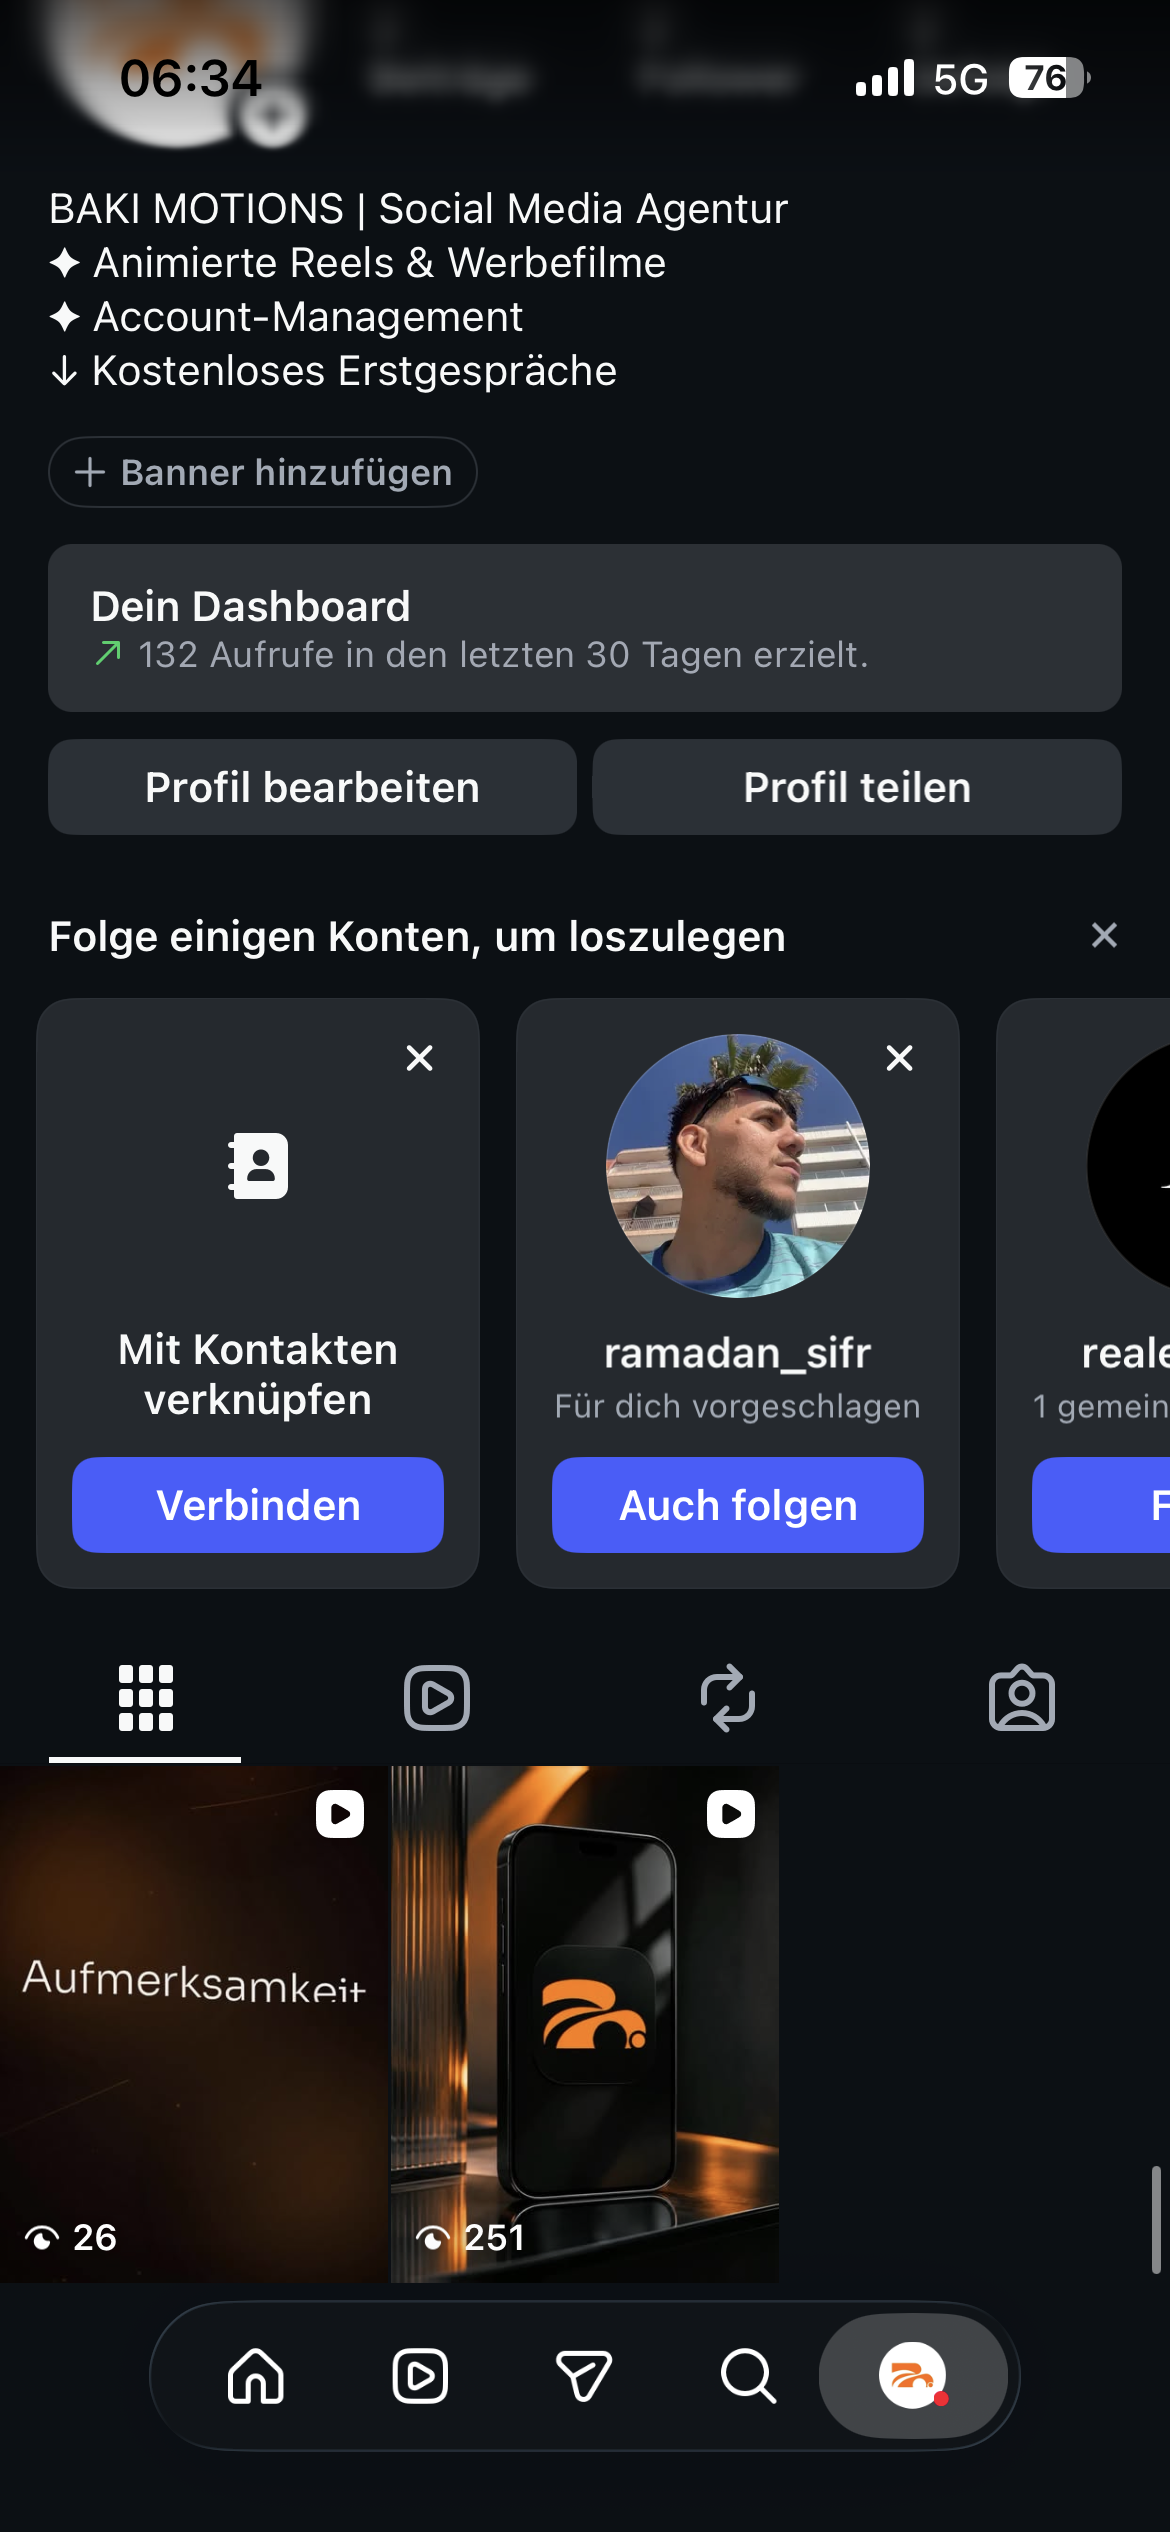 06:34
5G
76
BAKI MOTIONS | Social Media Agentur
✦ Animierte Reels & Werbefilme
✦ Account-Management
↓ Kostenloses Erstgespräche
+ Banner hinzufügen
Dein Dashboard
↗ 132 Aufrufe in den letzten 30 Tagen erzielt.
Profil bearbeiten
Profil teilen
Folge einigen Konten, um loszulegen
Mit Kontakten
verknüpfen
Verbinden
ramadan_sifr
Für dich vorgeschlagen
Auch folgen
1
Aufmerksamkeit
26
251